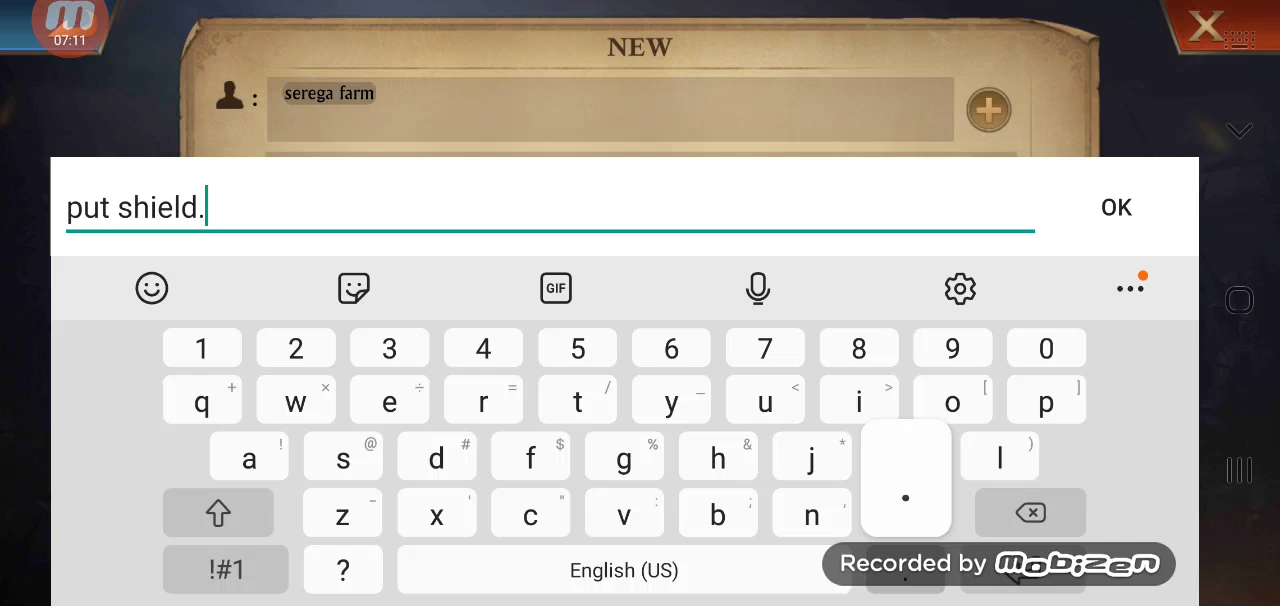 07:11
NEW
X
: serega farm
put shield.
OK
GIF
1 2 3 4 5 6 7 8 9 0
+ × ÷ = / _ < > [ ]
q w e r t y u i o p
! @ # $ % & * )
a s d f g h j l
- ' " : ; ,
z x c v b n .
!#1 ? English (US)
Recorded by mobizen